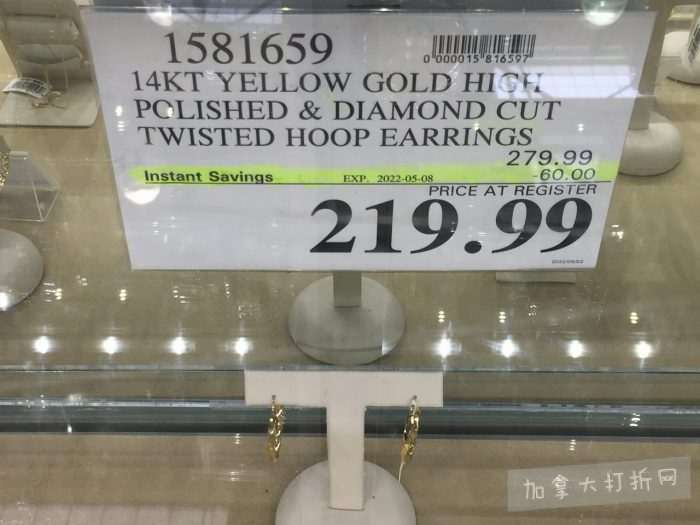 1581659
0 000015 816597
14KT YELLOW GOLD HIGH
POLISHED & DIAMOND CUT
TWISTED HOOP EARRINGS
279.99
Instant Savings EXP. 2022-05-08 -60.00
PRICE AT REGISTER
219.99
加拿大打折网